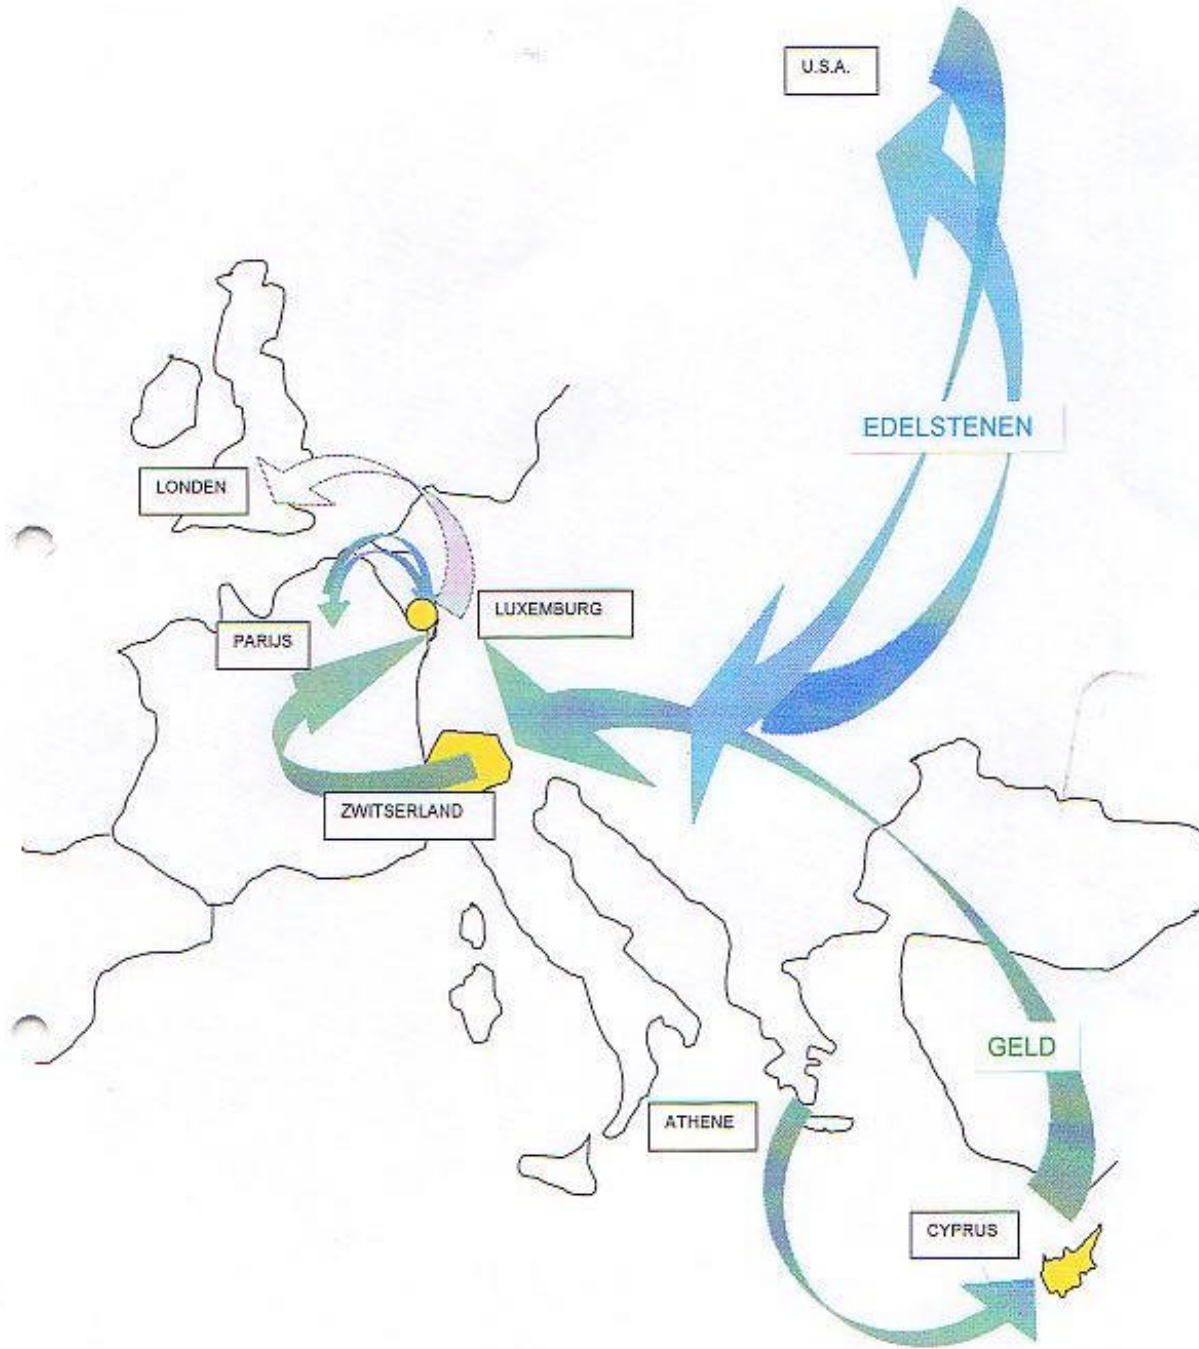 U.S.A.
EDELSTENEN
LONDEN
LUXEMBURG
PARIJS
ZWITSERLAND
GELD
ATHENE
CYPRUS